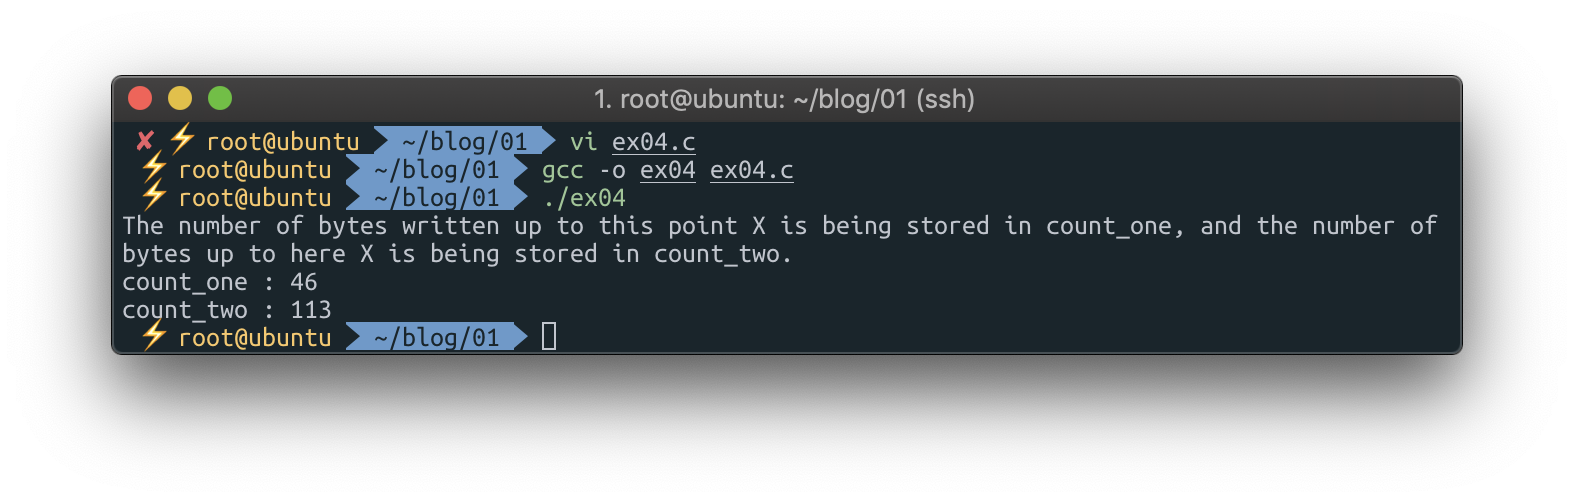 1. root@ubuntu: ~/blog/01 (ssh)
✘ ⚡ root@ubuntu ~/blog/01 vi ex04.c
⚡ root@ubuntu ~/blog/01 gcc -o ex04 ex04.c
⚡ root@ubuntu ~/blog/01 ./ex04
The number of bytes written up to this point X is being stored in count_one, and the number of
bytes up to here X is being stored in count_two.
count_one : 46
count_two : 113
⚡ root@ubuntu ~/blog/01